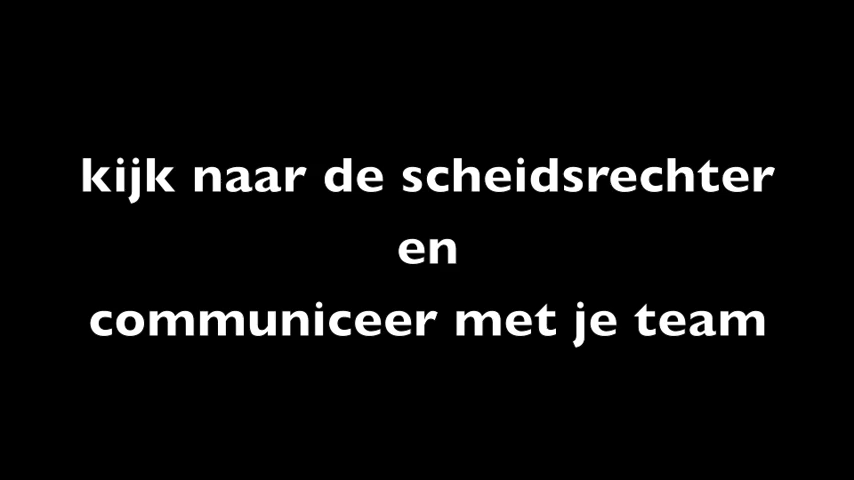 kijk naar de scheidsrechter
en
communiceer met je team